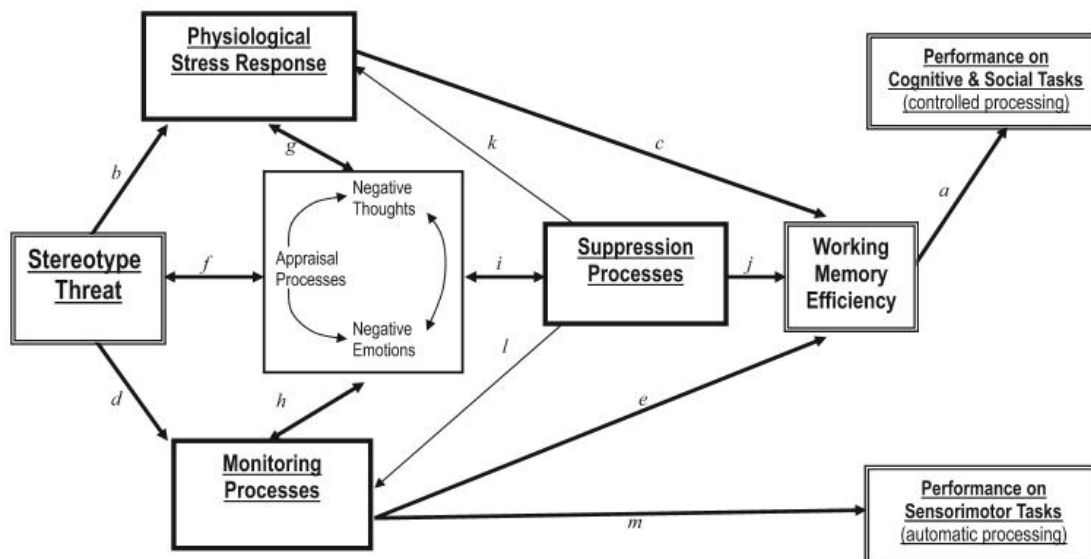 Physiological
Stress Response
Performance on
Cognitive & Social Tasks
(controlled processing)
k
c
g
b
a
Negative
Thoughts
Stereotype
Threat
f
Appraisal
Processes
i
Suppression
Processes
j
Working
Memory
Efficiency
Negative
Emotions
l
d
h
e
Monitoring
Processes
m
Performance on
Sensorimotor Tasks
(automatic processing)